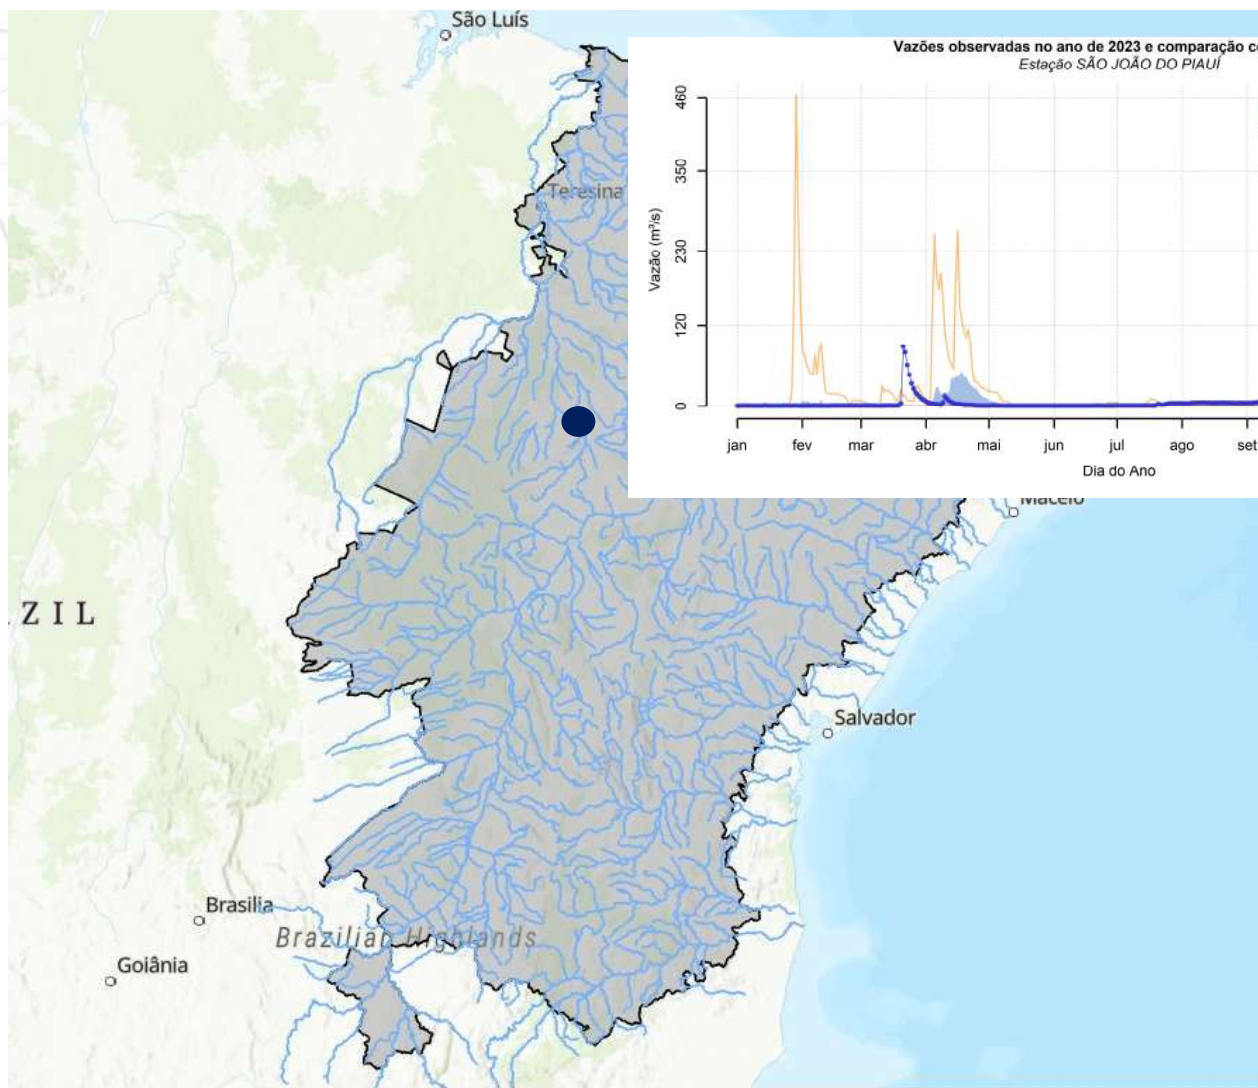 São Luís
Vazões observadas no ano de 2023 e comparação c
Estação SÃO JOÃO DO PIAUÍ
Teresina
Vazão (m³/s)
460
350
230
120
0
jan fev mar abr mai jun jul ago set
Dia do Ano
Maceió
ZIL
Salvador
Brasilia
Brazilian Highlands
Goiânia